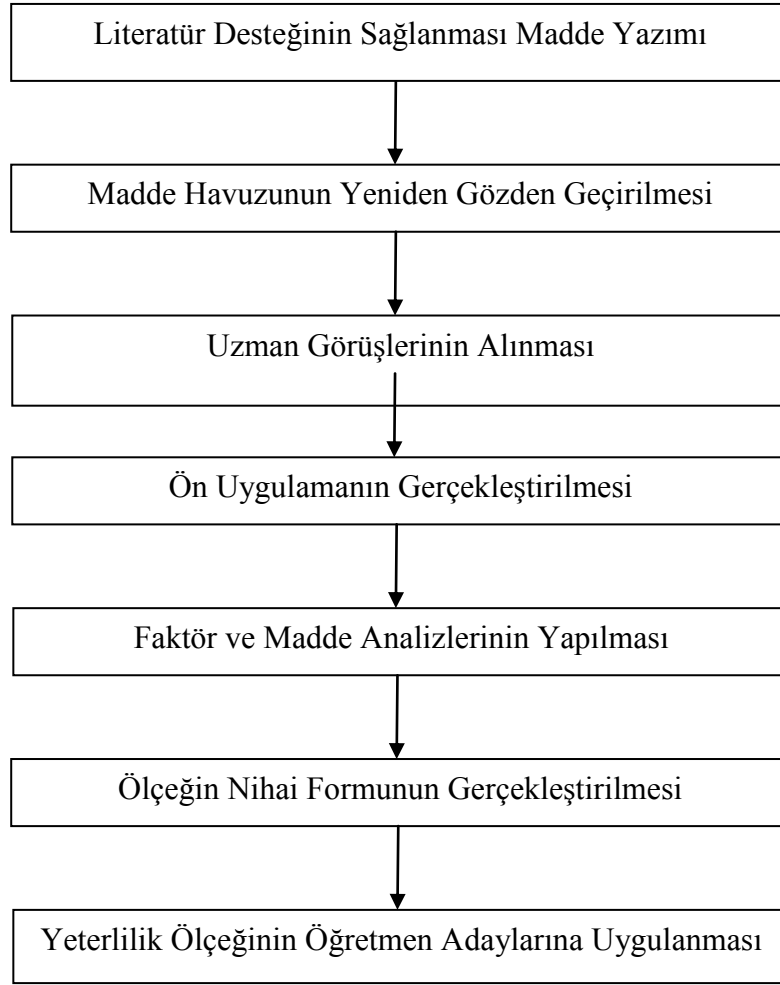 Literatür Desteğinin Sağlanması Madde Yazımı
Madde Havuzunun Yeniden Gözden Geçirilmesi
Uzman Görüşlerinin Alınması
Ön Uygulamanın Gerçekleştirilmesi
Faktör ve Madde Analizlerinin Yapılması
Ölçeğin Nihai Formunun Gerçekleştirilmesi
Yeterlilik Ölçeğinin Öğretmen Adaylarına Uygulanması